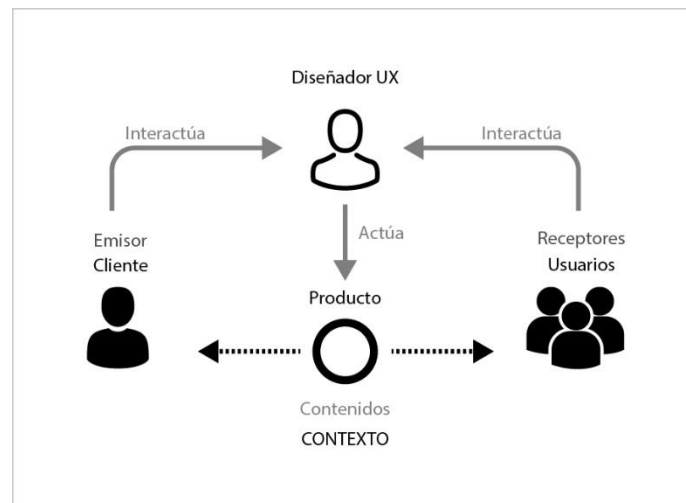 Diseñador UX
Interactúa
Interactúa
Actúa
Emisor
Cliente
Receptores
Usuarios
Producto
Contenidos
CONTEXTO